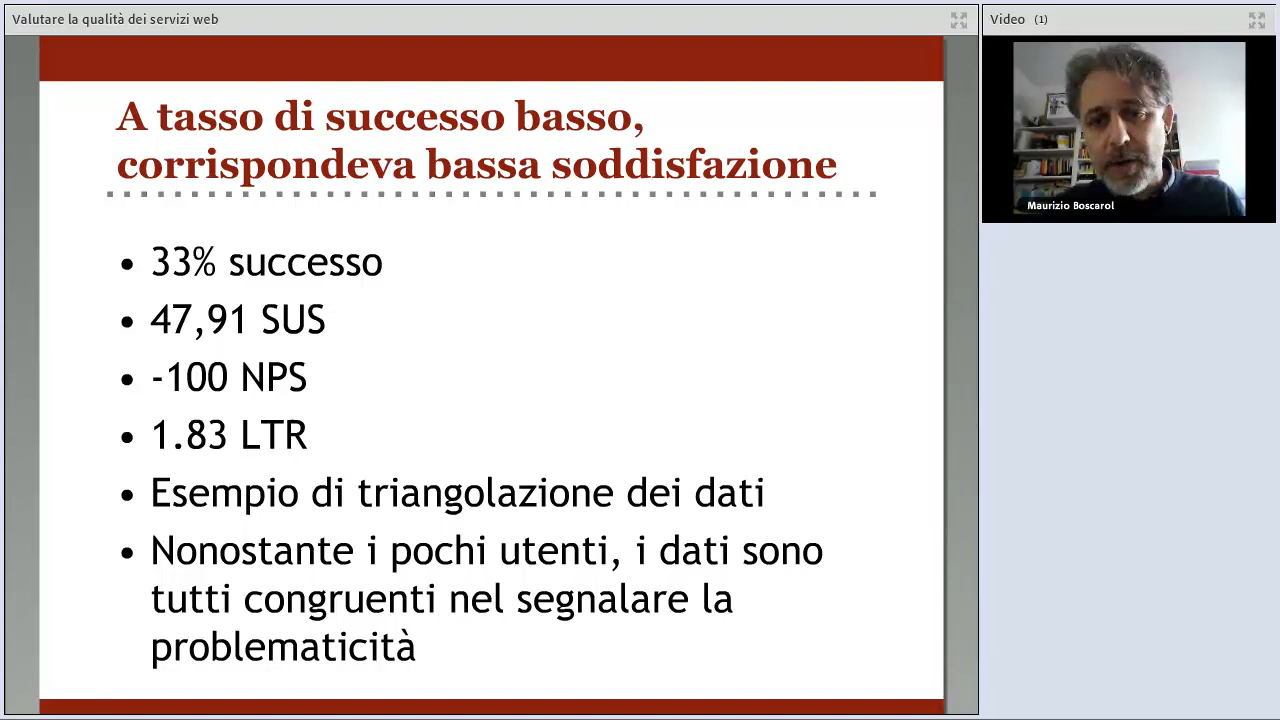 Valutare la qualità dei servizi web
Video (1)
A tasso di successo basso,
corrispondeva bassa soddisfazione
• 33% successo
• 47,91 SUS
• -100 NPS
• 1.83 LTR
• Esempio di triangolazione dei dati
• Nonostante i pochi utenti, i dati sono
tutti congruenti nel segnalare la
problematicità
Maurizio Boscarol